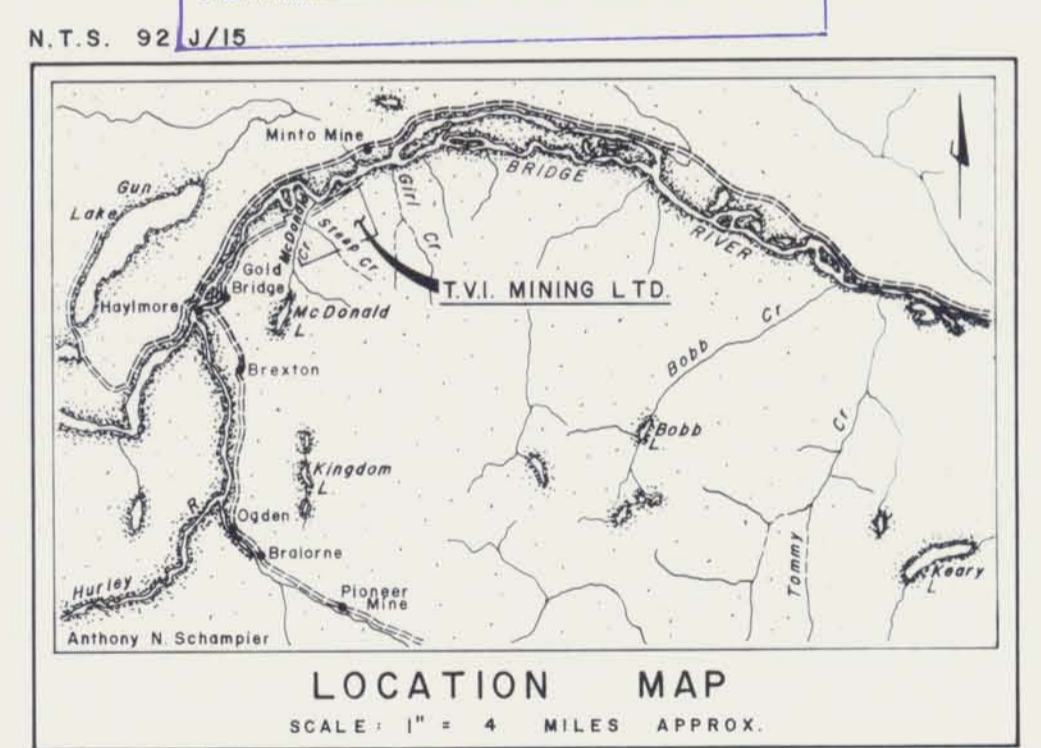 N.T.S. 92 J/15
Minto Mine
BRIDGE
RIVER
Gun
Lake
Girl
Cr
McDonald
Cr.
Steep Cr.
T.V.I. MINING LTD.
Gold
Bridge
Haylmore
McDonald
L.
Brexton
Bobb
Cr
Bobb
L.
Cr
Tommy
Kingdom
L.
Ogden
Bralorne
Hurley
R.
Pioneer
Mine
Keary
L
Anthony N. Schampier
LOCATION MAP
SCALE: 1" = 4 MILES APPROX.